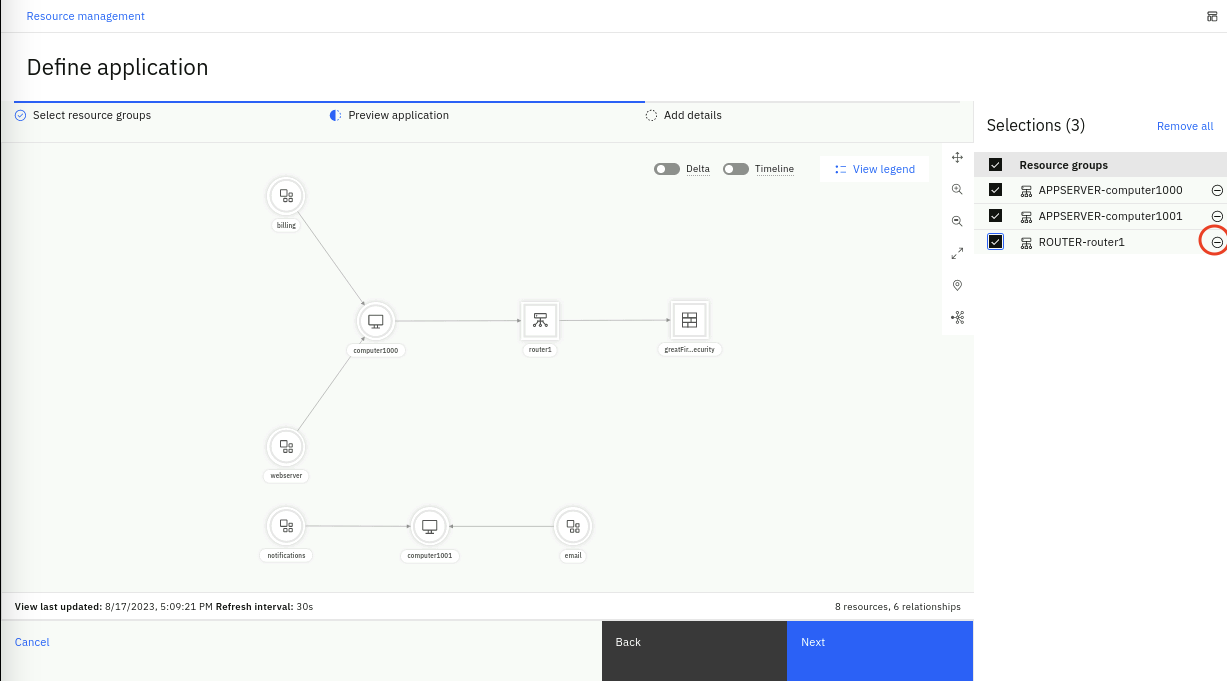 Resource management
Define application
Select resource groups
Preview application
Add details
Selections (3)
Remove all
Delta
Timeline
View legend
Resource groups
APPSERVER-computer1000
APPSERVER-computer1001
ROUTER-router1
billing
computer1000
router1
greatFir...ecurity
webserver
notifications
computer1001
email
View last updated: 8/17/2023, 5:09:21 PM Refresh interval: 30s
8 resources, 6 relationships
Cancel
Back
Next